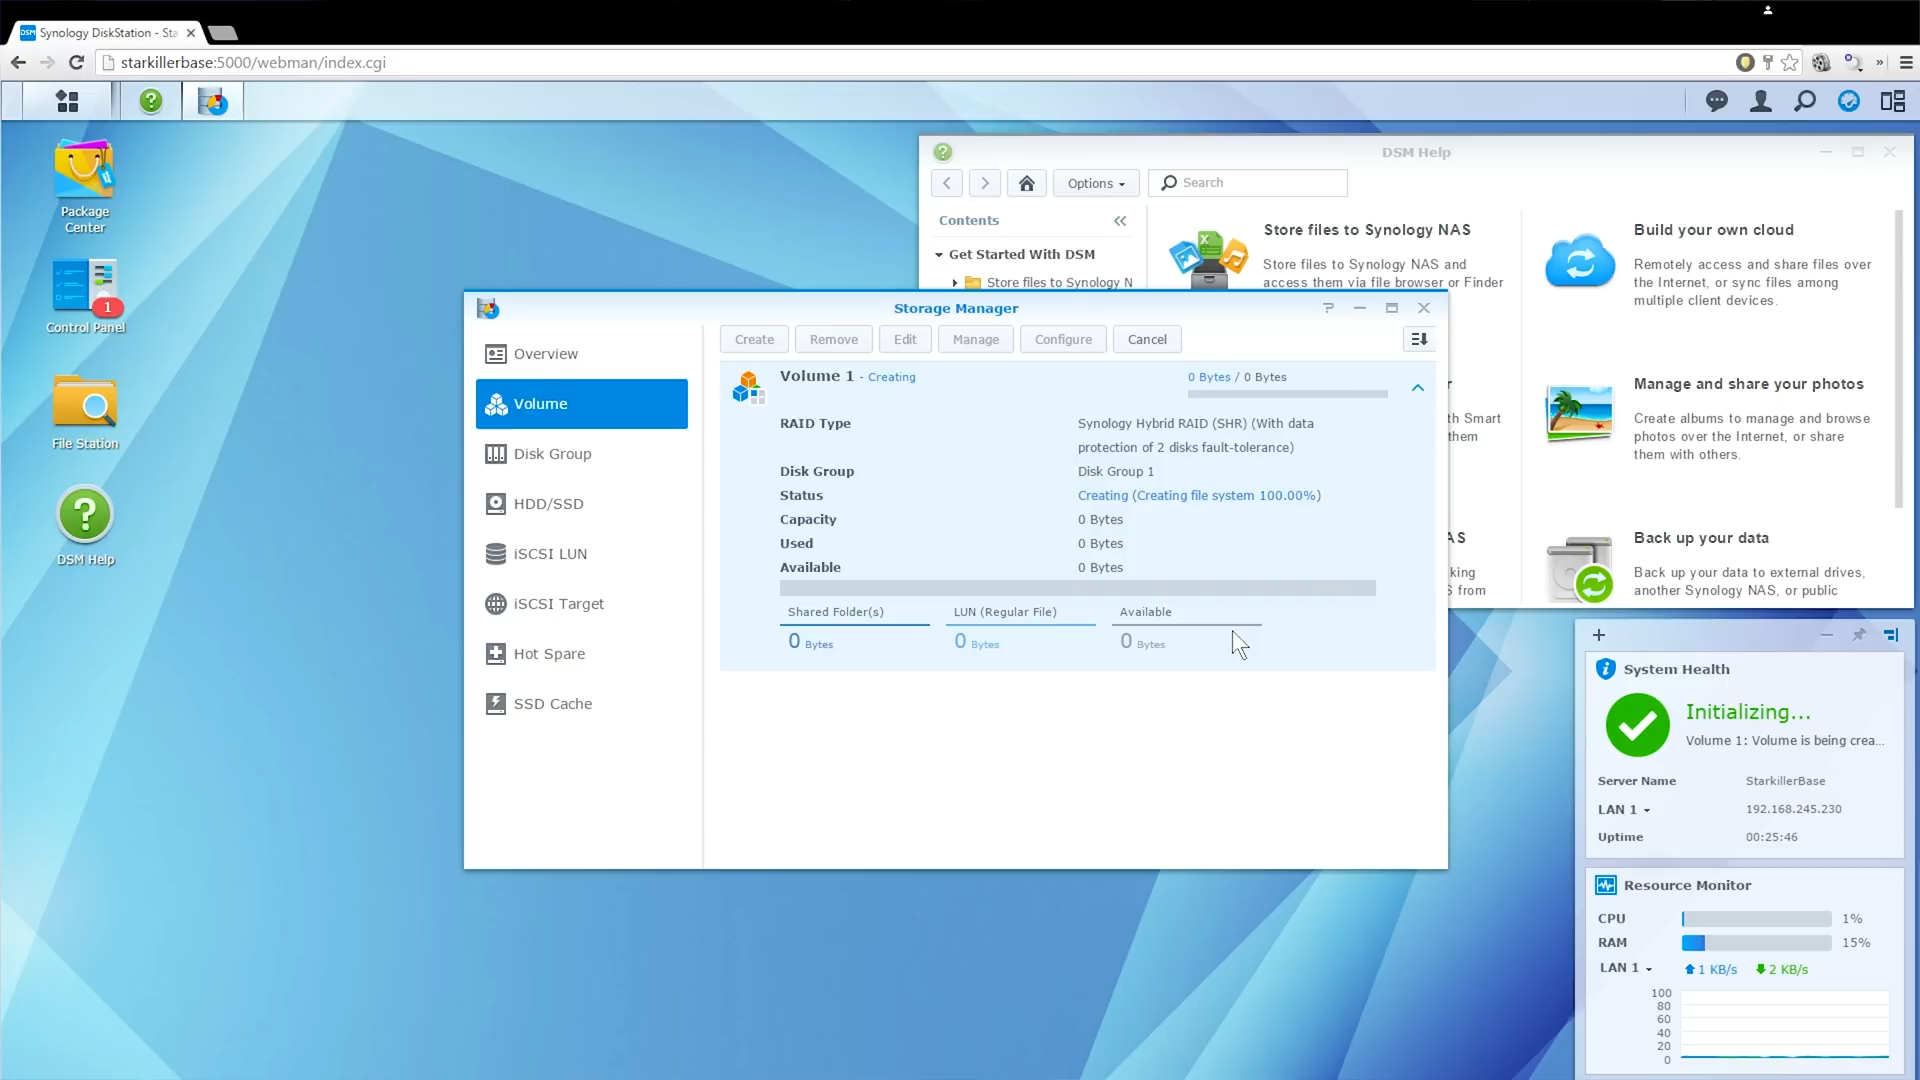 Synology DiskStation - Sta
starkillerbase:5000/webman/index.cgi
Package
Center
Control Panel
1
File Station
DSM Help
DSM Help
Options
Search
Contents
Get Started With DSM
Store files to Synology N
Store files to Synology NAS
Store files to Synology NAS and
access them via file browser or Finder
Build your own cloud
Remotely access and share files over
the Internet, or sync files among
multiple client devices.
th Smart
them
Manage and share your photos
Create albums to manage and browse
photos over the Internet, or share
them with others.
AS
king
S from
Back up your data
Back up your data to external drives,
another Synology NAS, or public
Storage Manager
Overview
Volume
Disk Group
HDD/SSD
iSCSI LUN
iSCSI Target
Hot Spare
SSD Cache
Create Remove Edit Manage Configure Cancel
Volume 1 - Creating 0 Bytes / 0 Bytes
RAID Type Synology Hybrid RAID (SHR) (With data
protection of 2 disks fault-tolerance)
Disk Group Disk Group 1
Status Creating (Creating file system 100.00%)
Capacity 0 Bytes
Used 0 Bytes
Available 0 Bytes
Shared Folder(s) LUN (Regular File) Available
0 Bytes 0 Bytes 0 Bytes
System Health
Initializing...
Volume 1: Volume is being crea...
Server Name StarkillerBase
LAN 1 192.168.245.230
Uptime 00:25:46
Resource Monitor
CPU 1%
RAM 15%
LAN 1 1 KB/s 2 KB/s
100
80
60
40
20
0